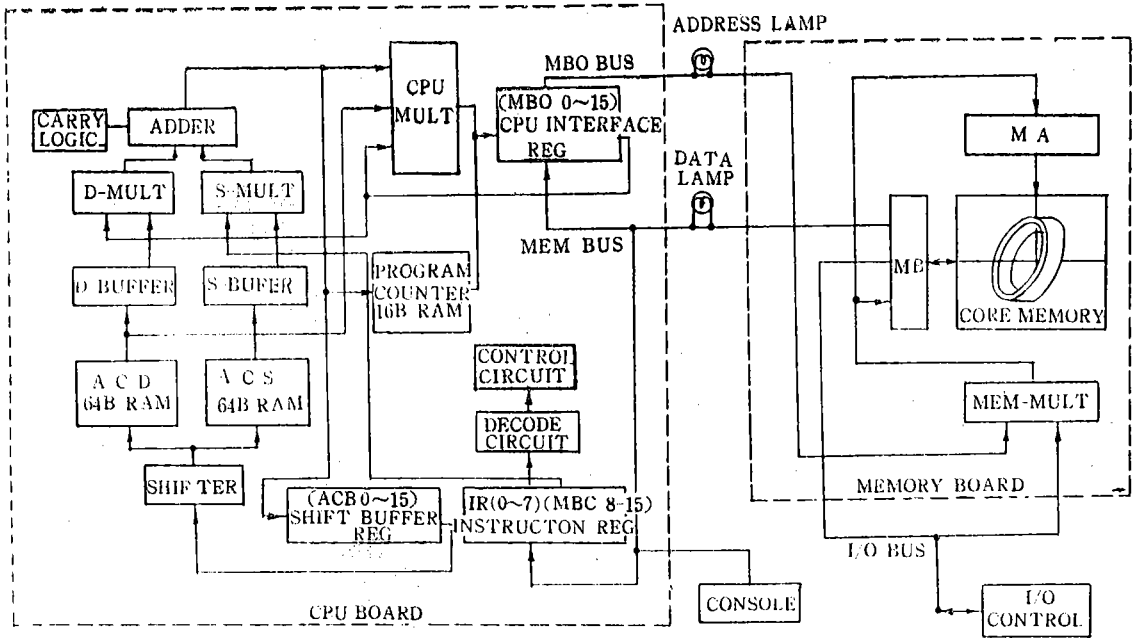 ADDRESS LAMP
MBO BUS
CPU
MULT
(MBO 0~15)
CPU INTERFACE
REG
CARRY
LOGIC
ADDER
M A
DATA
LAMP
D-MULT
S-MULT
MEM BUS
MB
PROGRAM
COUNTER
16B RAM
D BUFFER
S-BUFER
CORE MEMORY
CONTROL
CIRCUIT
A C D
64B RAM
A C S
64B RAM
MEM-MULT
DECODE
CIRCUIT
SHIFTER
MEMORY BOARD
(ACB 0~15)
SHIFT BUFFER
REG
IR(0~7)(MBC 8-15)
INSTRUCTON REG
I/O BUS
CONSOLE
I/O
CONTROL
CPU BOARD